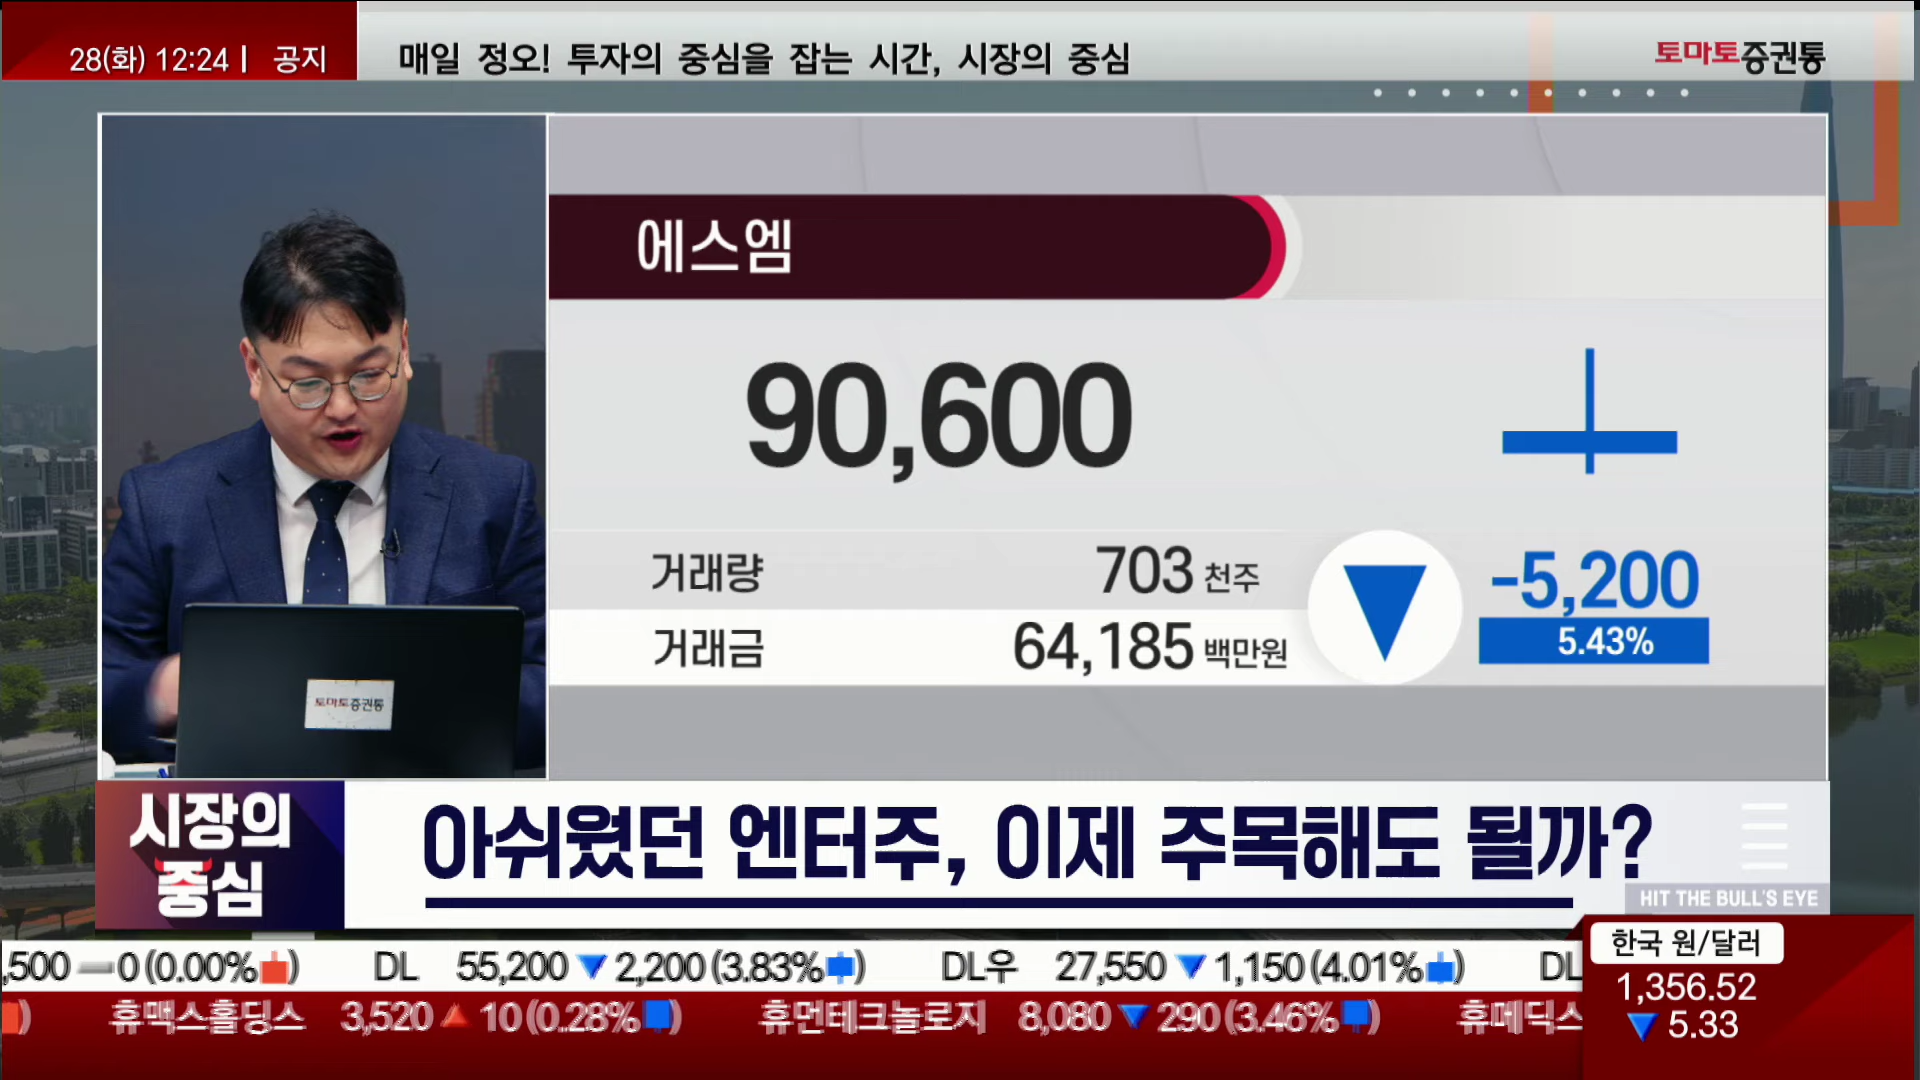 28(화) 12:24 | 공지
매일 정오! 투자의 중심을 잡는 시간, 시장의 중심
토마토증권통
에스엠
90,600
거래량 703 천주
-5,200
거래금 64,185 백만원
5.43%
토마토증권통
시장의
중심
아쉬웠던 엔터주, 이제 주목해도 될까?
HIT THE BULL'S EYE
,500 0 (0.00%) DL 55,200 ▼ 2,200 (3.83%) DL우 27,550 ▼ 1,150 (4.01%) DL
휴맥스홀딩스 3,520 ▲ 10 (0.28%) 휴먼테크놀로지 8,080 ▼ 290 (3.46%) 휴메딕스
한국 원/달러
1,356.52
▼ 5.33